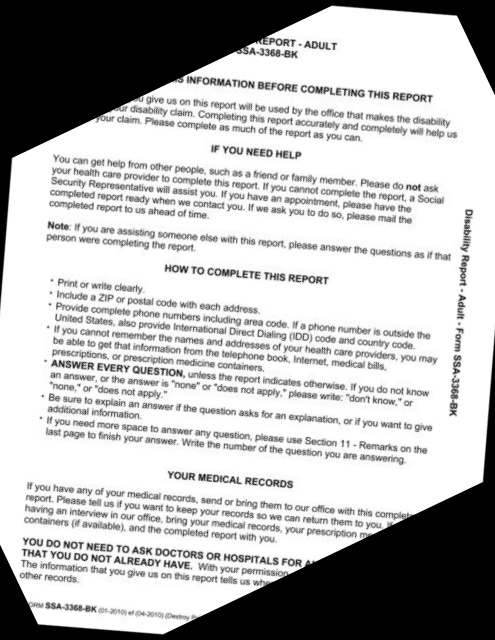 REPORT - ADULT
SSA-3368-BK
INFORMATION BEFORE COMPLETING THIS REPORT
you give us on this report will be used by the office that makes the disability
your disability claim. Completing this report accurately and completely will help us
your claim. Please complete as much of the report as you can.
IF YOU NEED HELP
You can get help from other people, such as a friend or family member. Please do not ask
your health care provider to complete this report. If you cannot complete the report, a Social
Security Representative will assist you. If you have an appointment, please have the
completed report ready when we contact you. If we ask you to do so, please mail the
completed report to us ahead of time.
Note: If you are assisting someone else with this report, please answer the questions as if that
person were completing the report.
HOW TO COMPLETE THIS REPORT
• Print or write clearly.
• Include a ZIP or postal code with each address.
• Provide complete phone numbers including area code. If a phone number is outside the
United States, also provide International Direct Dialing (IDD) code and country code.
• If you cannot remember the names and addresses of your health care providers, you may
be able to get that information from the telephone book, Internet, medical bills,
prescriptions, or prescription medicine containers.
• ANSWER EVERY QUESTION, unless the report indicates otherwise. If you do not know
an answer, or the answer is "none" or "does not apply," please write: "don't know," or
"none," or "does not apply."
• Be sure to explain an answer if the question asks for an explanation, or if you want to give
additional information.
• If you need more space to answer any question, please use Section 11 - Remarks on the
last page to finish your answer. Write the number of the question you are answering.
Disability Report - Adult - Form SSA-3368-BK
YOUR MEDICAL RECORDS
If you have any of your medical records, send or bring them to our office with this
report. Please tell us if you want to keep your records so we can return them to you.
having an interview in our office, bring your medical records, your prescription
containers (if available), and the completed report with you.
YOU DO NOT NEED TO ASK DOCTORS OR HOSPITALS FOR
THAT YOU DO NOT ALREADY HAVE. With your permission
The information that you give us on this report tells us
other records.
FORM SSA-3368-BK (01-2010) ef (04-2010) (Destroy